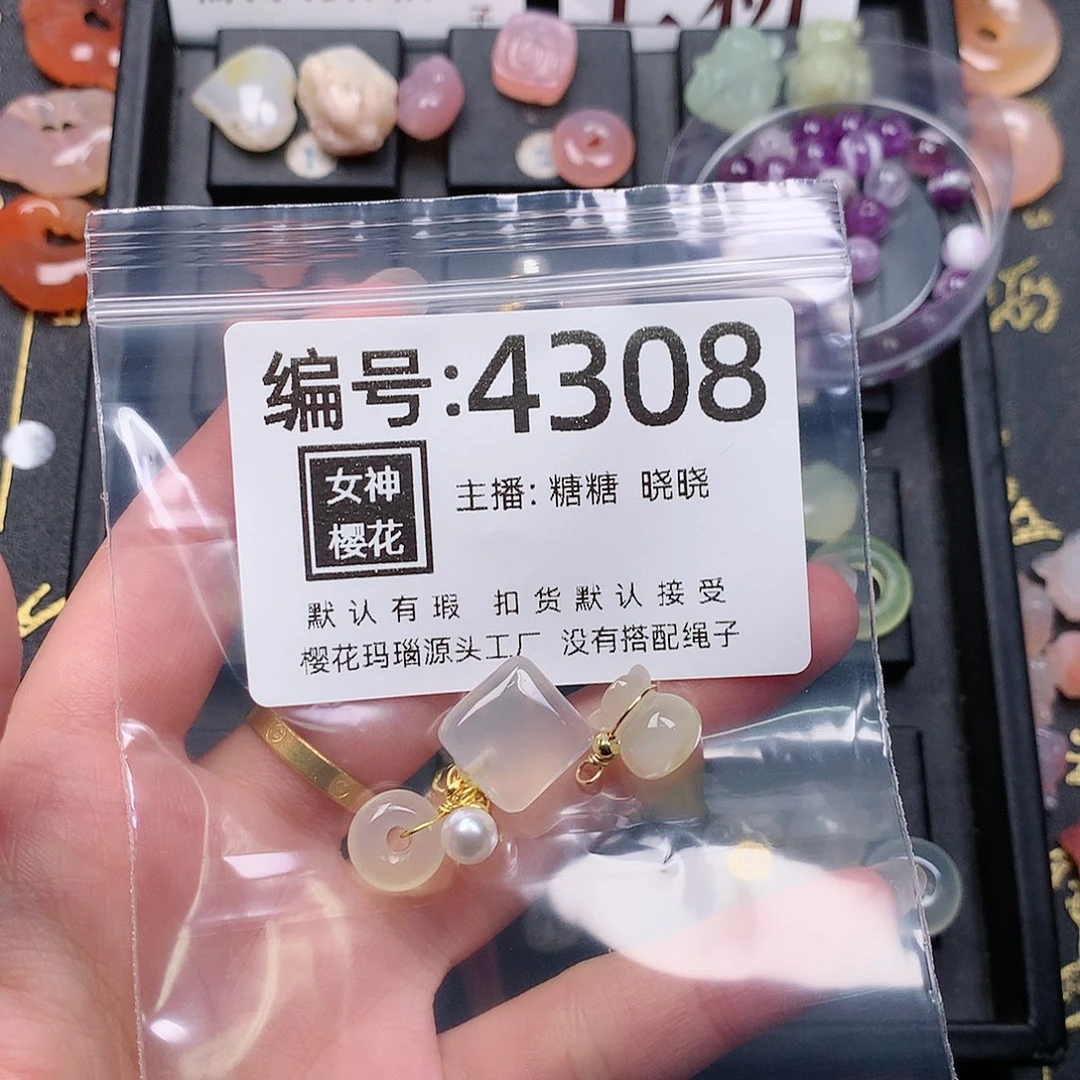 子
编号:4308
女神
樱花
主播: 糖糖 晓晓
默认有瑕 扣货默认接受
樱花玛瑙源头工厂 没有搭配绳子